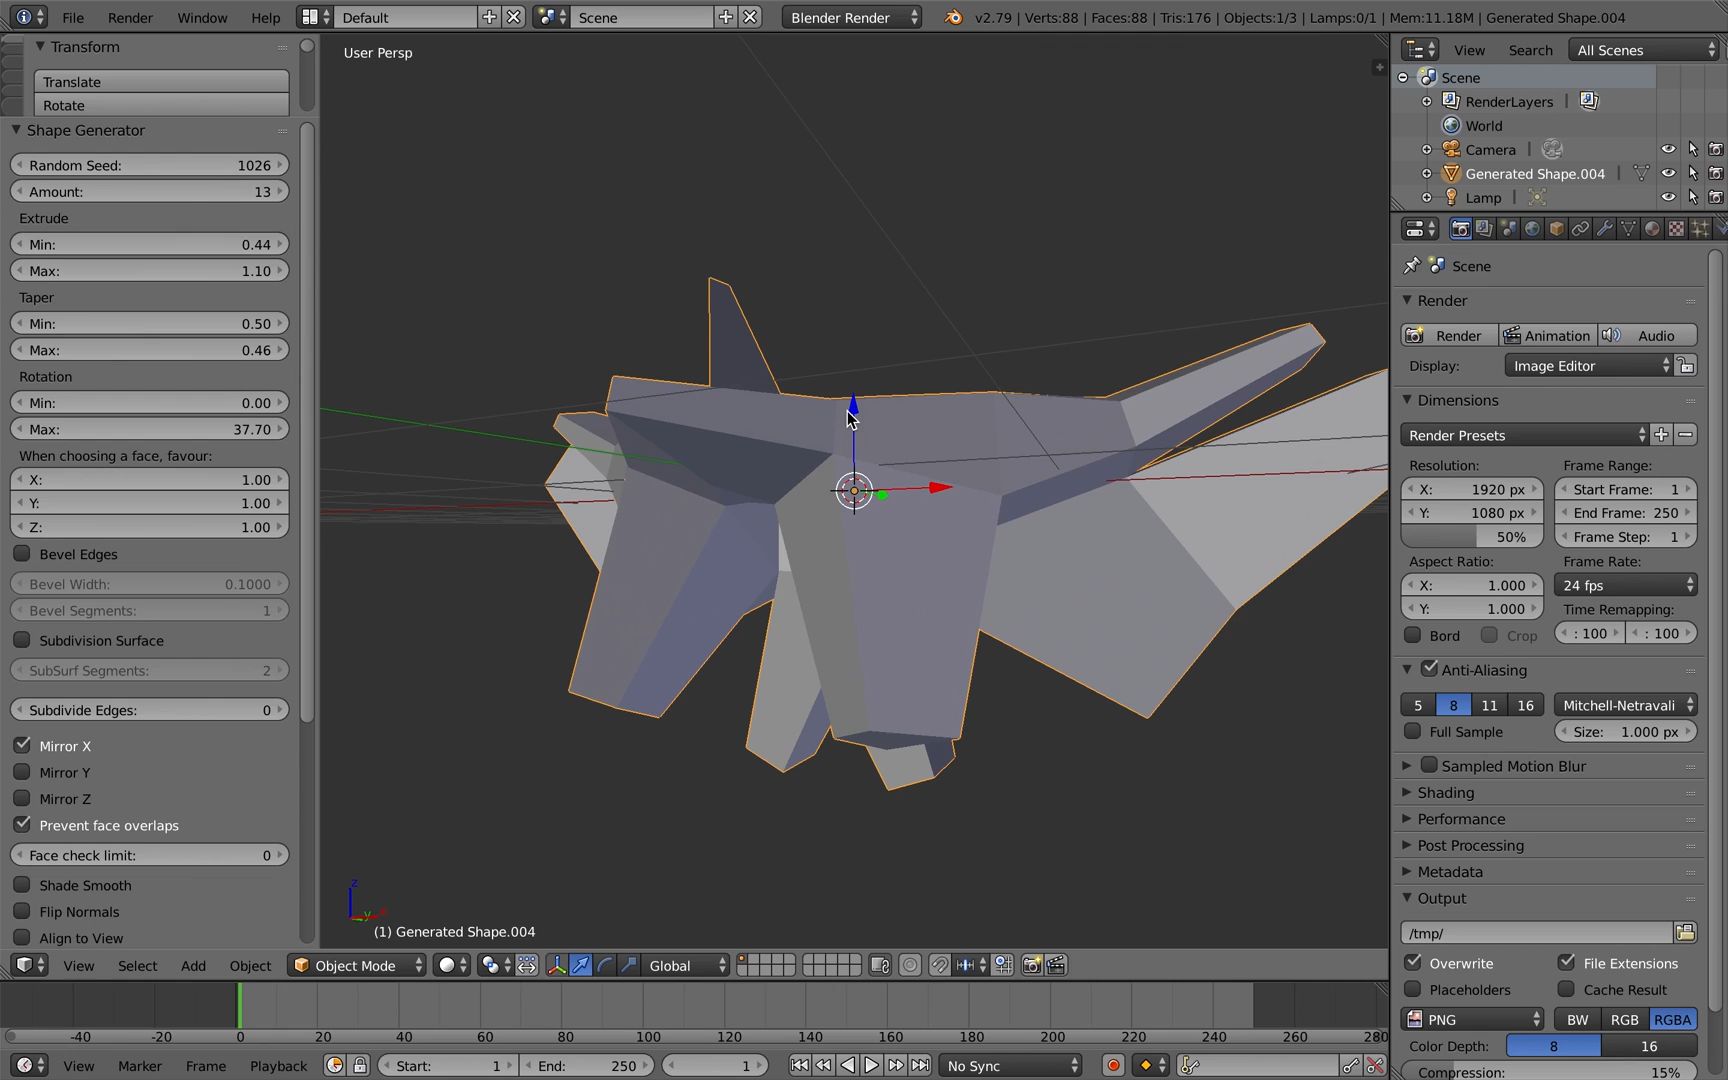 File Render Window Help Default Scene Blender Render v2.79 | Verts:88 | Faces:88 | Tris:176 | Objects:1/3 | Lamps:0/1 | Mem:11.18M | Generated Shape.004
Transform
Translate
Rotate
Shape Generator
Random Seed: 1026
Amount: 13
Extrude
Min: 0.44
Max: 1.10
Taper
Min: 0.50
Max: 0.46
Rotation
Min: 0.00
Max: 37.70
When choosing a face, favour:
X: 1.00
Y: 1.00
Z: 1.00
Bevel Edges
Bevel Width: 0.1000
Bevel Segments: 1
Subdivision Surface
SubSurf Segments: 2
Subdivide Edges: 0
Mirror X
Mirror Y
Mirror Z
Prevent face overlaps
Face check limit: 0
Shade Smooth
Flip Normals
Align to View
User Persp
z
y
x
(1) Generated Shape.004
View Select Add Object Object Mode Global
View Search All Scenes
Scene
RenderLayers |
World
Camera |
Generated Shape.004 |
Lamp |
Scene
Render
Render Animation Audio
Display: Image Editor
Dimensions
Render Presets
Resolution: Frame Range:
X: 1920 px Start Frame: 1
Y: 1080 px End Frame: 250
50% Frame Step: 1
Aspect Ratio: Frame Rate:
X: 1.000 24 fps
Y: 1.000 Time Remapping:
Bord Crop : 100 : 100
Anti-Aliasing
5 8 11 16 Mitchell-Netravali
Full Sample Size: 1.000 px
Sampled Motion Blur
Shading
Performance
Post Processing
Metadata
Output
/tmp/
Overwrite File Extensions
Placeholders Cache Result
PNG BW RGB RGBA
Color Depth: 8 16
Compression: 15%
-40 -20 0 20 40 60 80 100 120 140 160 180 200 220 240 260 280
View Marker Frame Playback Start: 1 End: 250 1 No Sync